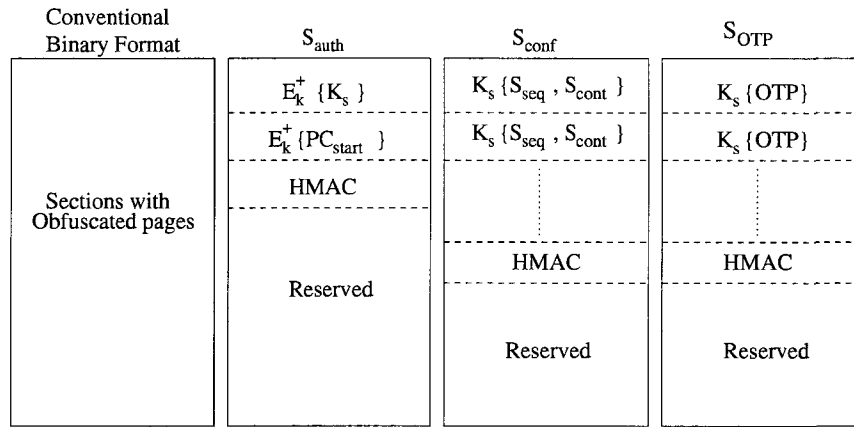 Conventional
Binary Format
Sections with
Obfuscated pages
S_auth
E_k^+ {K_s }
E_k^+ {PC_start }
HMAC
Reserved
S_conf
K_s {S_seq , S_cont }
K_s {S_seq , S_cont }
HMAC
Reserved
S_OTP
K_s {OTP}
K_s {OTP}
HMAC
Reserved